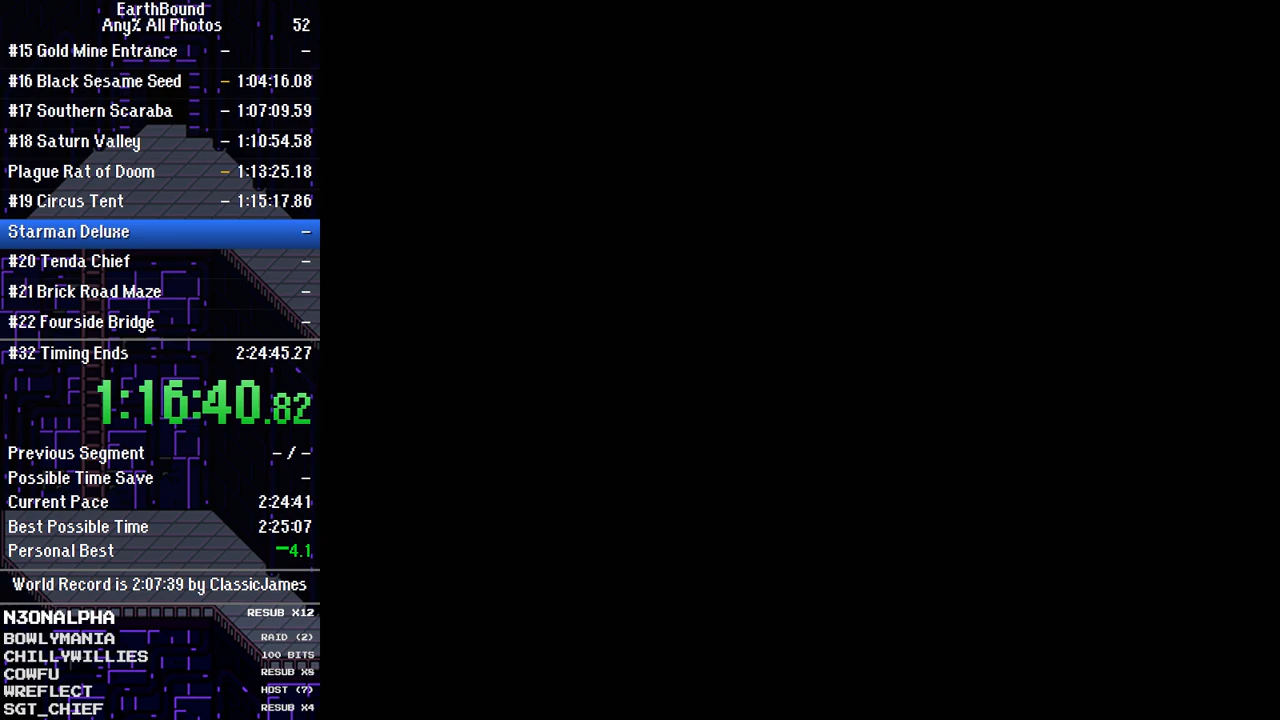 EarthBound
Any% All Photos 52
#15 Gold Mine Entrance – –
#16 Black Sesame Seed – 1:04:16.08
#17 Southern Scaraba – 1:07:09.59
#18 Saturn Valley – 1:10:54.58
Plague Rat of Doom – 1:13:25.18
#19 Circus Tent – 1:15:17.86
Starman Deluxe –
#20 Tenda Chief –
#21 Brick Road Maze –
#22 Fourside Bridge –
#32 Timing Ends 2:24:45.27
1:16:40.82
Previous Segment – / –
Possible Time Save –
Current Pace 2:24:41
Best Possible Time 2:25:07
Personal Best −4.1
World Record is 2:07:39 by ClassicJames
N3ONALPHA RESUB X12
BOWLYMANIA RAID (2)
CHILLYWILLIES 100 BITS
COWFU RESUB X8
WREFLECT HOST (7)
SGT_CHIEF RESUB X4